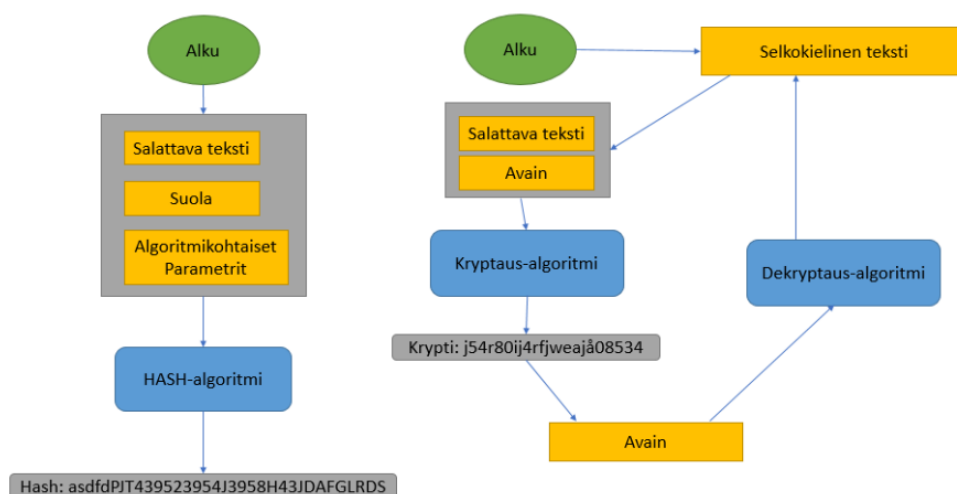 Alku
Salattava teksti
Suola
Algoritmikohtaiset
Parametrit
HASH-algoritmi
Hash: asdfdPJT439523954J3958H43JDAFGLRDS
Alku
Selkokielinen teksti
Salattava teksti
Avain
Kryptaus-algoritmi
Dekryptaus-algoritmi
Krypti: j54r80ij4rfjweajå08534
Avain